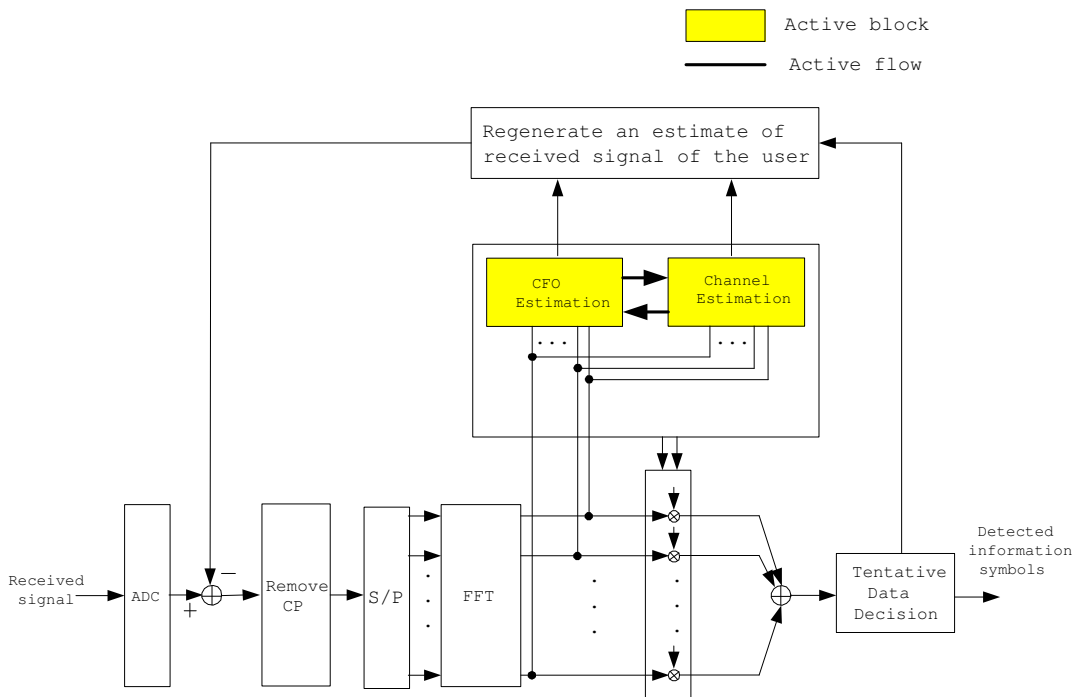 Active block
Active flow
Regenerate an estimate of
received signal of the user
CFO
Estimation
Channel
Estimation
. . .
. . .
Received
signal
ADC
+
−
Remove
CP
S/P
FFT
Tentative
Data
Decision
Detected
information
symbols